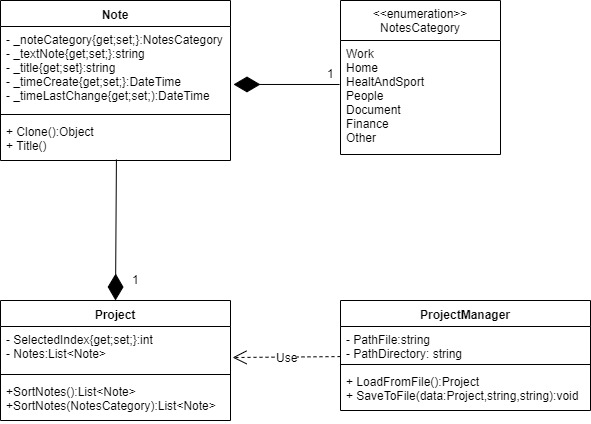 Note
- _noteCategory{get;set;}:NotesCategory
- _textNote{get;set;}:string
- _title{get;set}:string
- _timeCreate{get;set;}:DateTime
- _timeLastChange{get;set;):DateTime
+ Clone():Object
+ Title()
<<enumeration>>
NotesCategory
Work
Home
HealtAndSport
People
Document
Finance
Other
1
1
Project
- SelectedIndex{get;set;}:int
- Notes:List<Note>
+SortNotes():List<Note>
+SortNotes(NotesCategory):List<Note>
Use
ProjectManager
- PathFile:string
- PathDirectory: string
+ LoadFromFile():Project
+ SaveToFile(data:Project,string,string):void